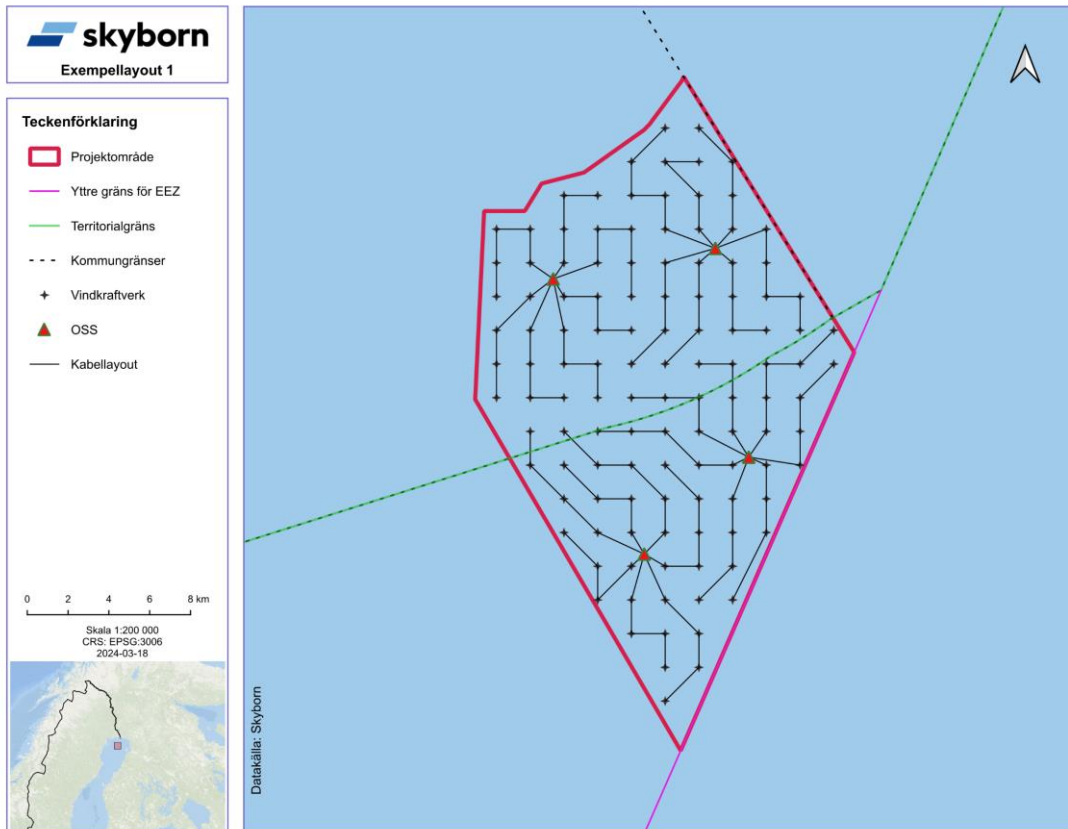 skyborn
Exempellayout 1
Teckenförklaring
Projektområde
Yttre gräns för EEZ
Territorialgräns
Kommungränser
Vindkraftverk
OSS
Kabellayout
0 2 4 6 8 km
Skala 1:200 000
CRS: EPSG:3006
2024-03-18
Datakälla: Skyborn